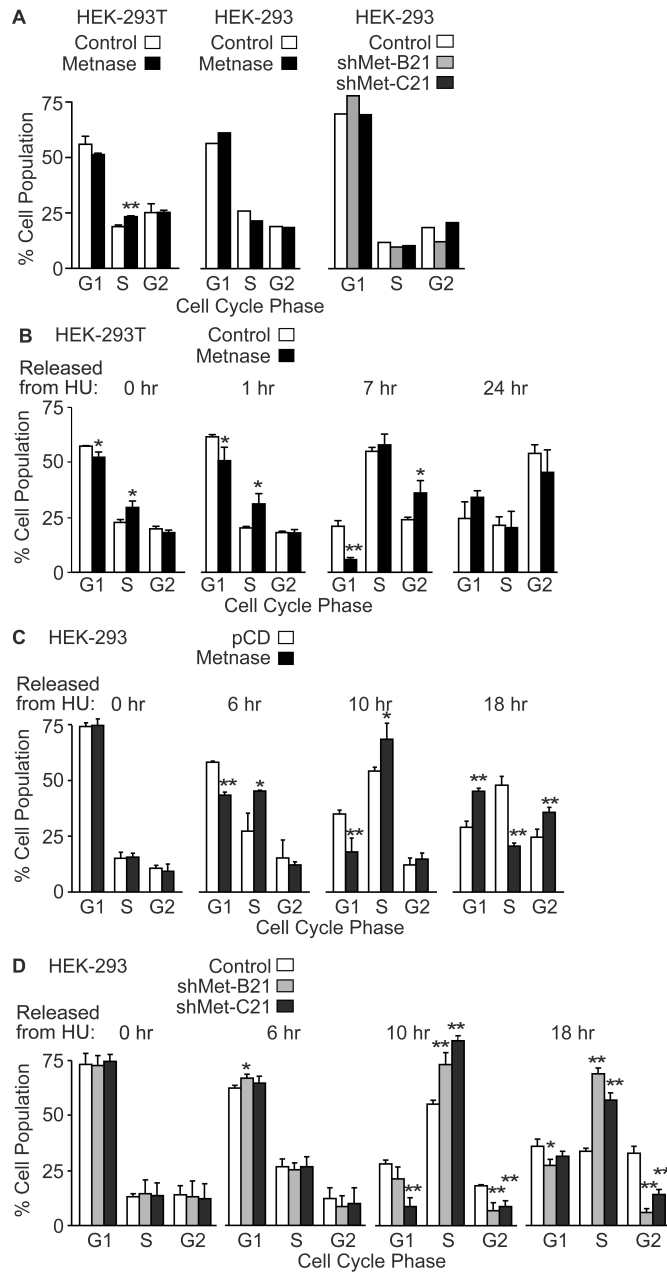 A
HEK-293T
HEK-293
HEK-293
Control
Metnase
Control
Metnase
Control
shMet-B21
shMet-C21
% Cell Population
75
50
25
0
**
G1 S G2
G1 S G2
G1 S G2
Cell Cycle Phase
B HEK-293T
Control
Metnase
Released
from HU: 0 hr 1 hr 7 hr 24 hr
% Cell Population
75
50
25
0
* *
* *
** *
G1 S G2
G1 S G2
G1 S G2
G1 S G2
Cell Cycle Phase
C HEK-293
pCD
Metnase
Released
from HU: 0 hr 6 hr 10 hr 18 hr
% Cell Population
75
50
25
0
** *
** *
** ** **
G1 S G2
G1 S G2
G1 S G2
G1 S G2
Cell Cycle Phase
D HEK-293
Control
shMet-B21
shMet-C21
Released
from HU: 0 hr 6 hr 10 hr 18 hr
% Cell Population
75
50
25
0
*
** ** ** ** **
* ** ** ** **
G1 S G2
G1 S G2
G1 S G2
G1 S G2
Cell Cycle Phase